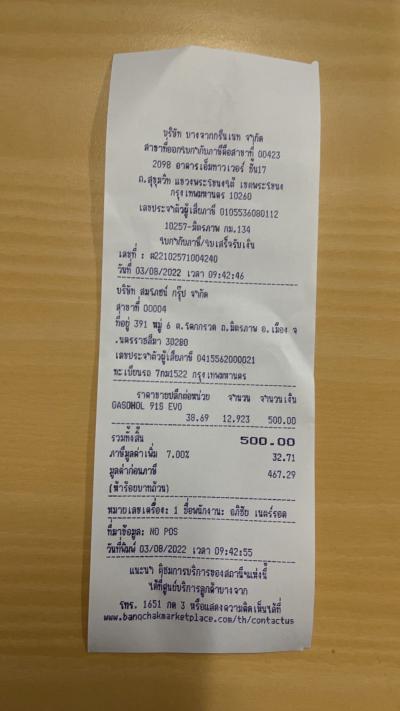 บริษัท บางจากกรีนเนท จำกัด
สาขาที่ออกใบกำกับภาษีคือสาขาที่ 00423
2098 อาคารเอ็มทาวเวอร์ ชั้น17
ถ.สุขุมวิท แขวงพระโขนงใต้ เขตพระโขนง
กรุงเทพมหานคร 10260
เลขประจำตัวผู้เสียภาษี 0105536080112
10257-มิตรภาพ กม.134
ใบกำกับภาษี/ใบเสร็จรับเงิน
เลขที่ : ส22102571004240
วันที่ 03/08/2022 เวลา 09:42:46
บริษัท สมรภชน์ กรุ๊ป จำกัด
สาขาที่ 00004
ที่อยู่ 391 หมู่ 6 ต.โคกกรวด ถ.มิตรภาพ อ.เมือง จ
.นครราชสีมา 30280
เลขประจำตัวผู้เสียภาษี 0415562000021
ทะเบียนรถ 7กม1522 กรุงเทพมหานคร
ราคาขายปลีกต่อหน่วย จำนวน จำนวนเงิน
GASOHOL 91S EVO
38.69 12.923 500.00
รวมทั้งสิ้น 500.00
ภาษีมูลค่าเพิ่ม 7.00% 32.71
มูลค่าก่อนภาษี 467.29
(ห้าร้อยบาทถ้วน)
หมายเลขเครื่อง: 1 ชื่อพนักงาน: อภิชัย เนตร์รอด
ที่มาข้อมูล: NO POS
วันที่พิมพ์ 03/08/2022 เวลา 09:42:55
แนะนำ ติชมการบริการของสถานีฯแห่งนี้
ได้ที่ศูนย์บริการลูกค้าบางจาก
โทร. 1651 กด 3 หรือแสดงความคิดเห็นได้ที่
www.bangchakmarketplace.com/th/contactus